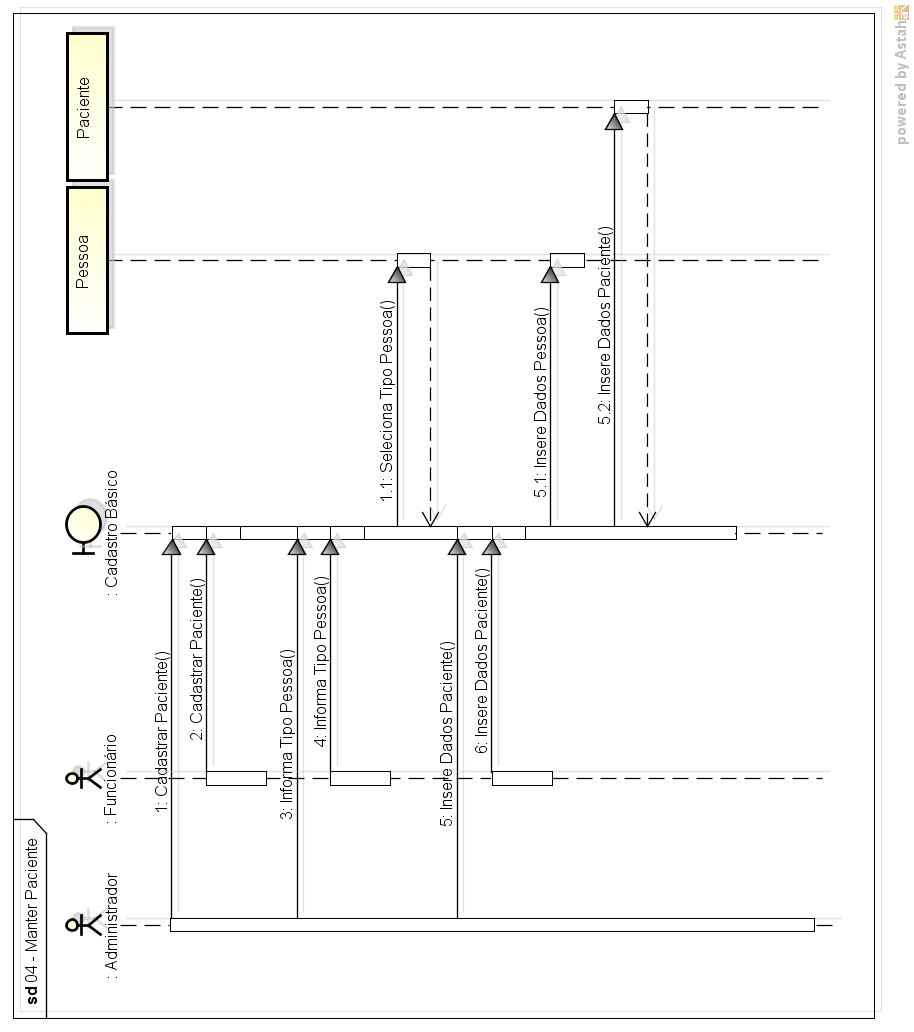 sd 04 - Manter Paciente
: Administrador
: Funcionário
: Cadastro Básico
Pessoa
Paciente
1: Cadastrar Paciente()
2: Cadastrar Paciente()
3: Informa Tipo Pessoa()
4: Informa Tipo Pessoa()
1.1: Seleciona Tipo Pessoa()
5: Insere Dados Paciente()
6: Insere Dados Paciente()
5.1: Insere Dados Pessoa()
5.2: Insere Dados Paciente()
powered by Astah